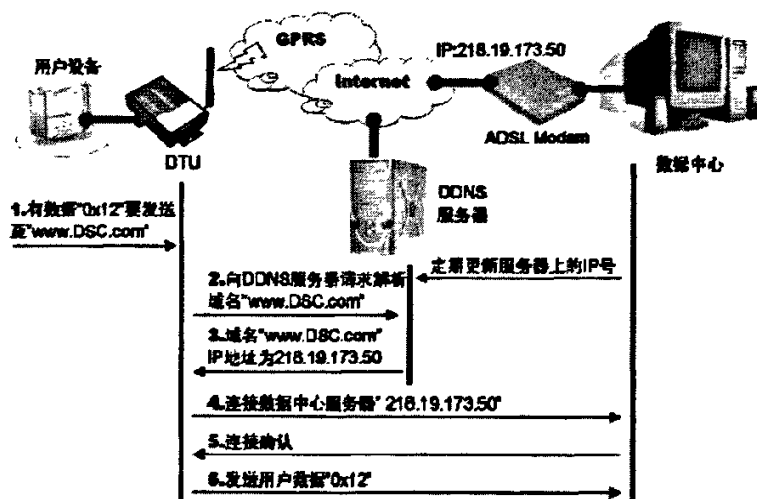 GPRS
IP:218.19.173.50
用户设备
Internet
DTU
ADSL Modem
数据中心
DDNS
服务器
1.有数据"0x12"要发送
至"www.DSC.com"
定期更新服务器上的IP号
2.向DDNS服务器请求解析
域名"www.DSC.com"
3.域名"www.DSC.com"
IP地址为218.19.173.50
4.连接数据中心服务器"218.19.173.50"
5.连接确认
6.发送用户数据"0x12"